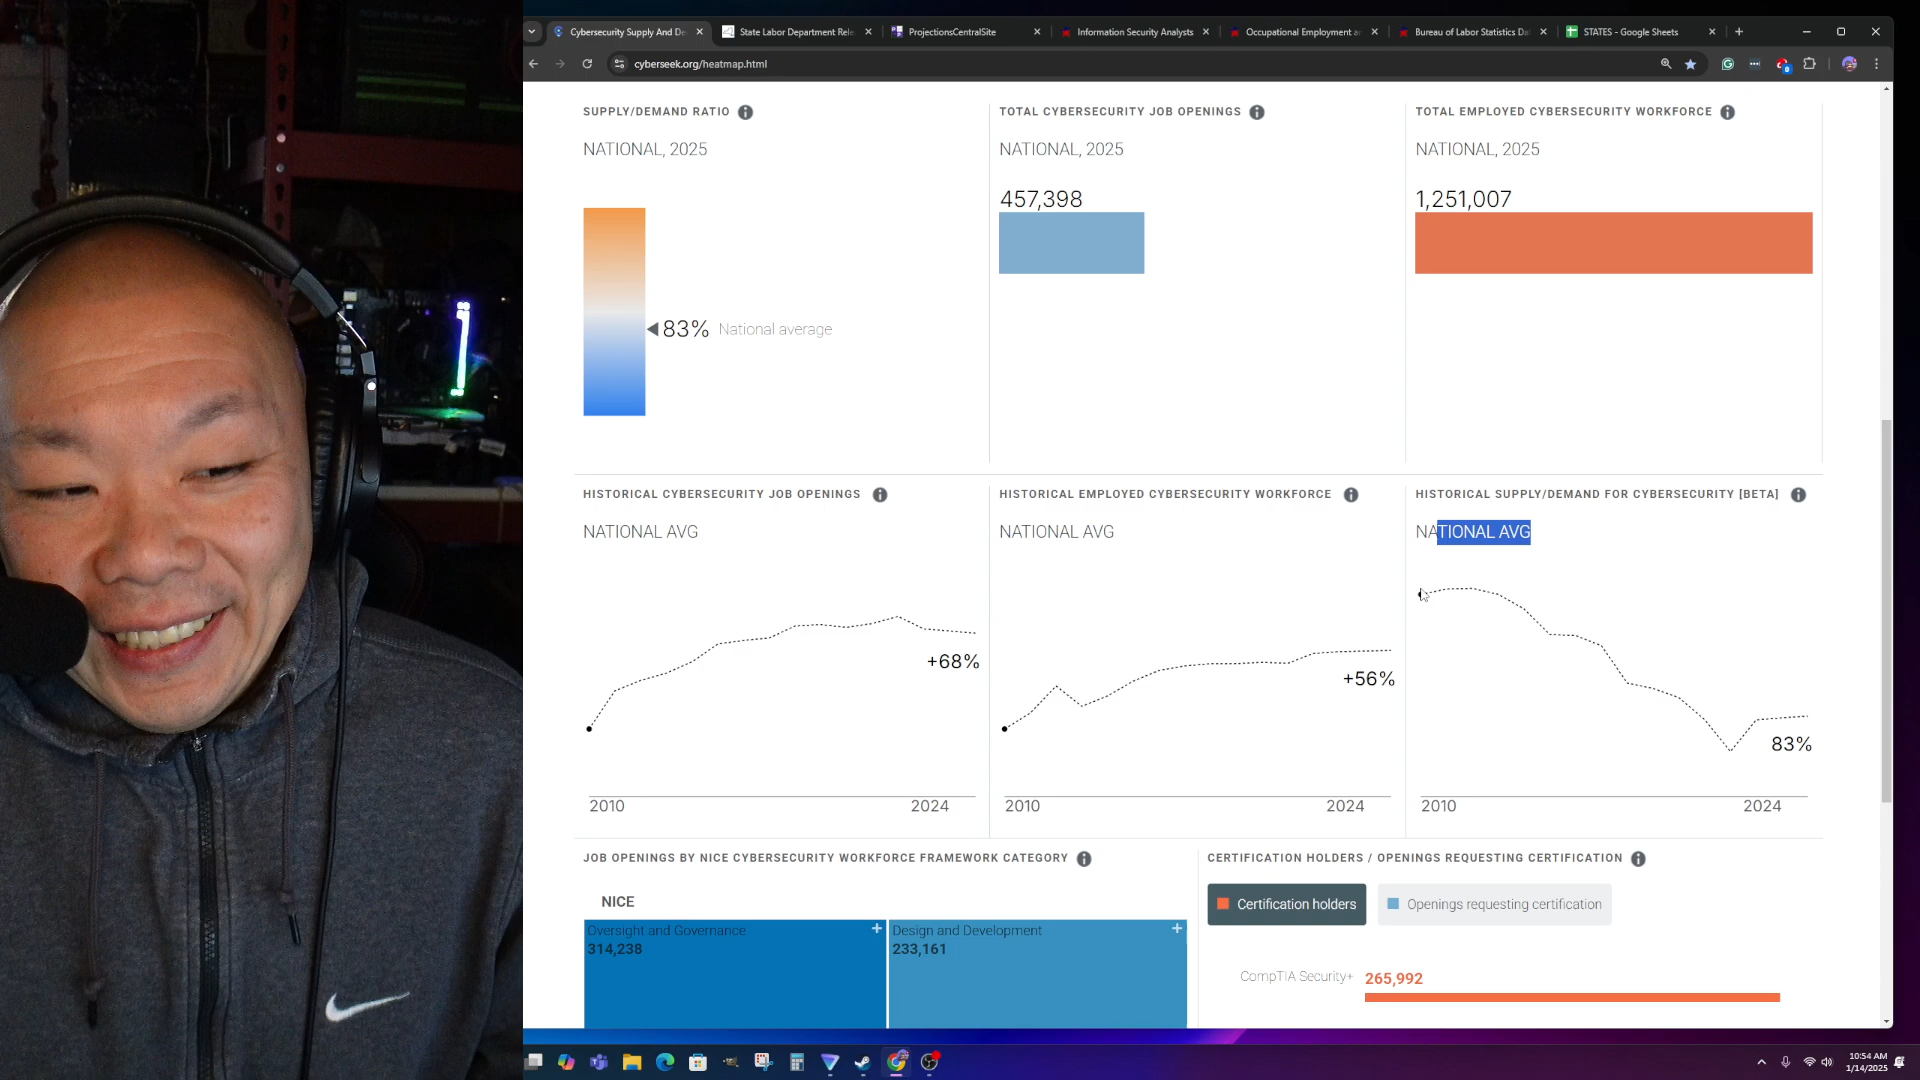 Cybersecurity Supply And De
State Labor Department Rele
ProjectionsCentralSite
Information Security Analysts
Occupational Employment a
Bureau of Labor Statistics Da
STATES - Google Sheets
cyberseek.org/heatmap.html
SUPPLY/DEMAND RATIO
NATIONAL, 2025
83% National average
TOTAL CYBERSECURITY JOB OPENINGS
NATIONAL, 2025
457,398
TOTAL EMPLOYED CYBERSECURITY WORKFORCE
NATIONAL, 2025
1,251,007
HISTORICAL CYBERSECURITY JOB OPENINGS
NATIONAL AVG
+68%
2010 2024
HISTORICAL EMPLOYED CYBERSECURITY WORKFORCE
NATIONAL AVG
+56%
2010 2024
HISTORICAL SUPPLY/DEMAND FOR CYBERSECURITY [BETA]
NATIONAL AVG
83%
2010 2024
JOB OPENINGS BY NICE CYBERSECURITY WORKFORCE FRAMEWORK CATEGORY
NICE
Oversight and Governance
314,238
Design and Development
233,161
CERTIFICATION HOLDERS / OPENINGS REQUESTING CERTIFICATION
Certification holders
Openings requesting certification
CompTIA Security+ 265,992
10:54 AM
1/14/2025